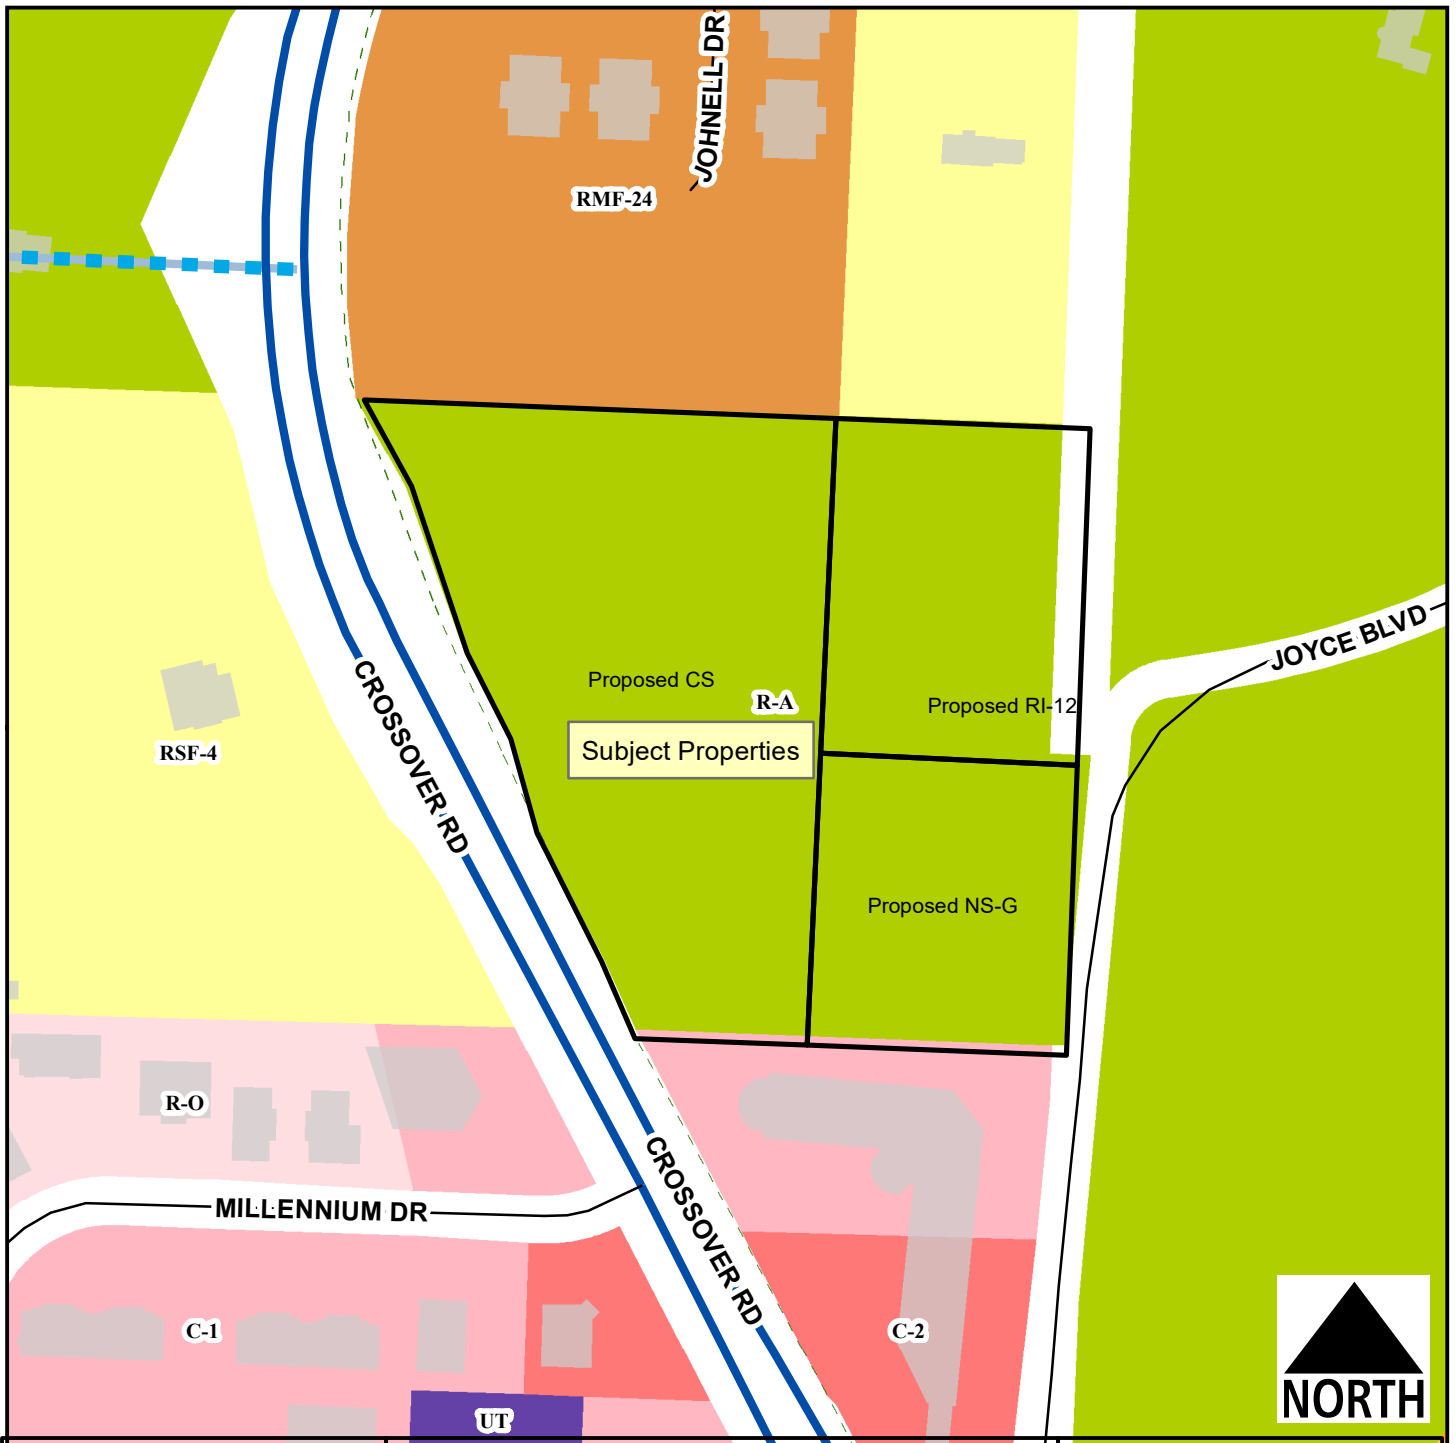 JOHNELL DR
RMF-24
JOYCE BLVD
Proposed CS
R-A
Proposed RI-12
Subject Properties
RSF-4
CROSSOVER RD
Proposed NS-G
R-O
MILLENNIUM DR
CROSSOVER RD
C-1
C-2
UT
NORTH